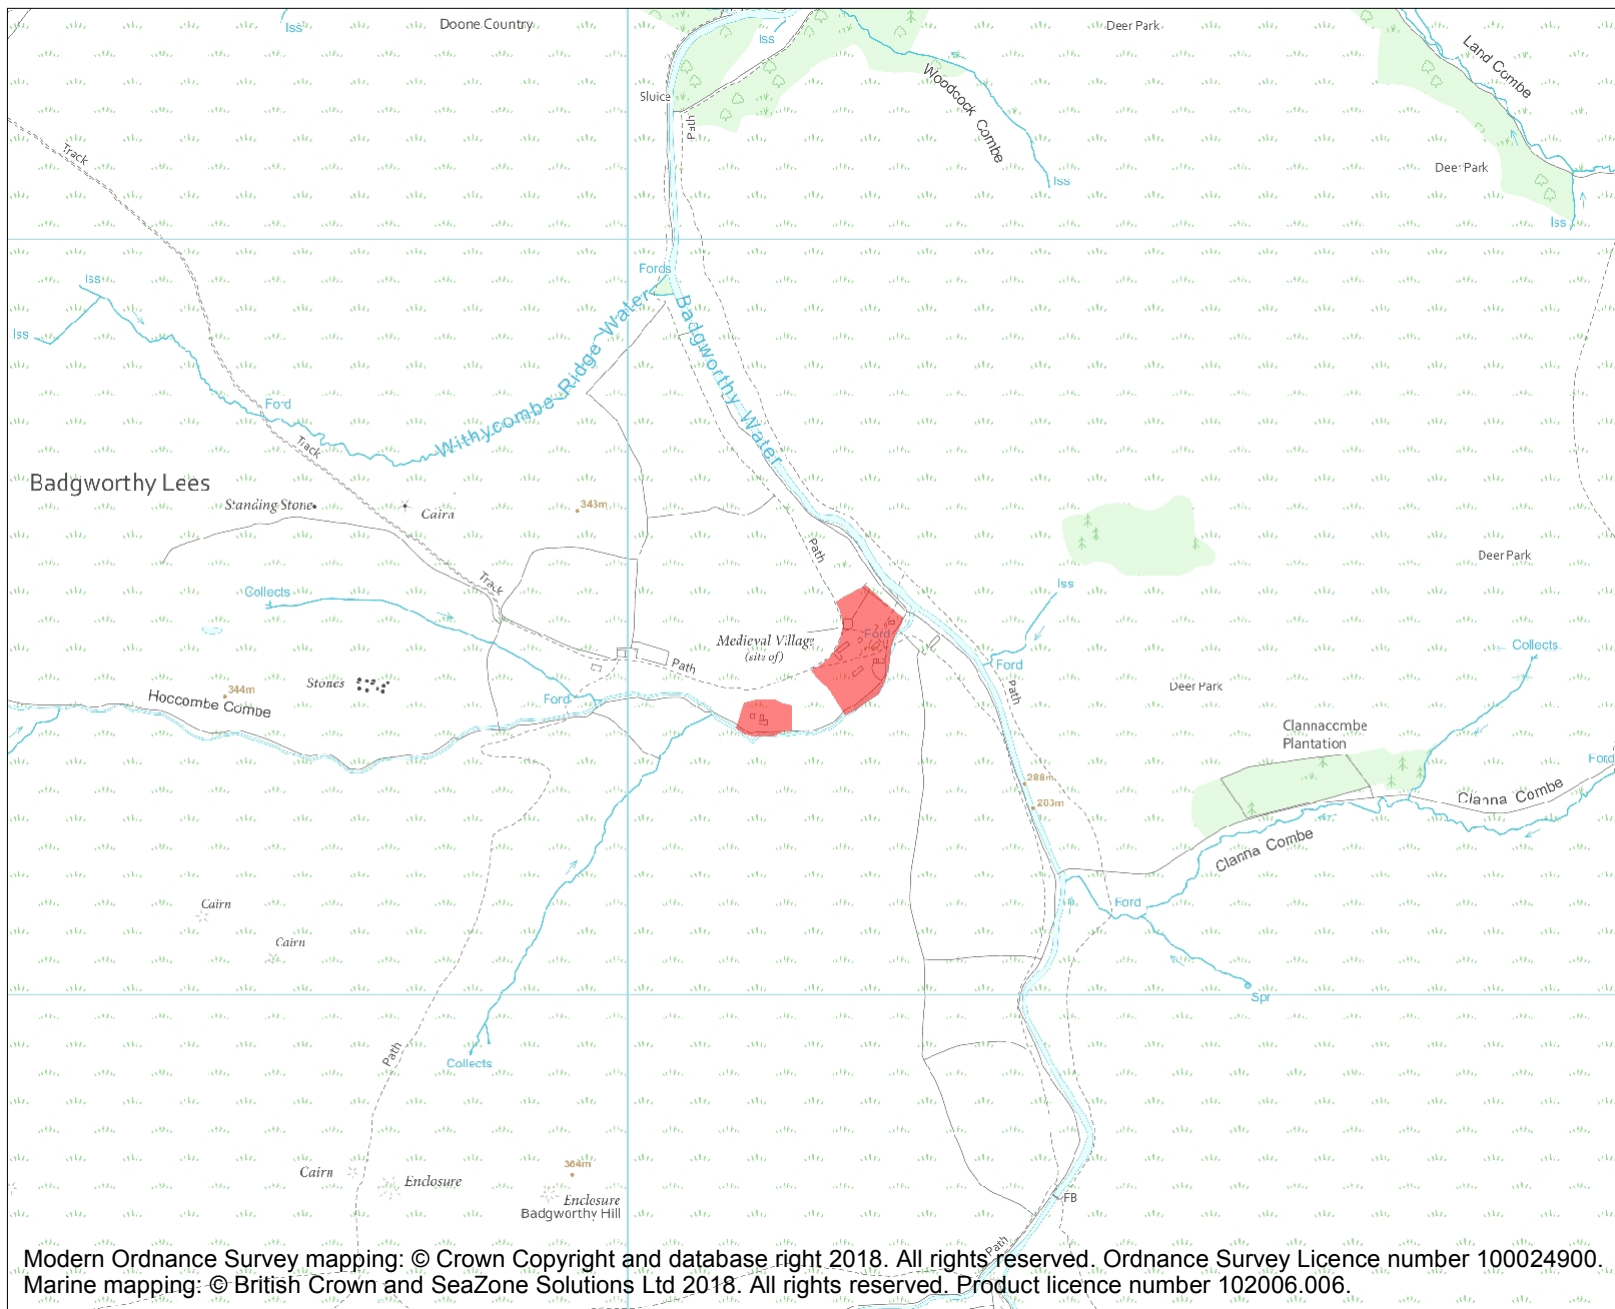 Iss
Doone Country
Iss
Deer Park
Land Combe
Woodcock Combe
Sluice
Path
Track
Deer Park
Iss
Iss
Iss
Fords
Iss
Withycombe Ridge Water
Badgworthy Water
Ford
Track
Badgworthy Lees
Standing Stone
Cairn
343m
Path
Deer Park
Track
Collects
Iss
Medieval Village
(site of)
Ford
Path
Ford
Collects
Stones
344m
Hoccombe Combe
Ford
Path
Deer Park
Clannaccombe
Plantation
Ford
288m
283m
Clanna Combe
Clanna Combe
Cairn
Ford
Cairn
Spr
Path
Collects
Cairn
Enclosure
364m
Enclosure
Badgworthy Hill
FB
Path
Modern Ordnance Survey mapping: © Crown Copyright and database right 2018. All rights reserved. Ordnance Survey Licence number 100024900.
Marine mapping: © British Crown and SeaZone Solutions Ltd 2018. All rights reserved. Product licence number 102006.006.